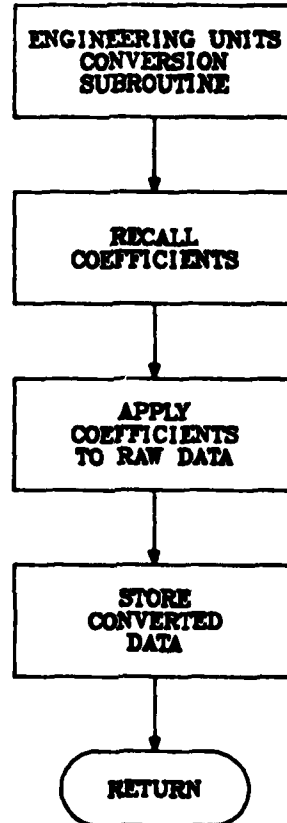 ENGINEERING UNITS
CONVERSION
SUBROUTINE
RECALL
COEFFICIENTS
APPLY
COEFFICIENTS
TO RAW DATA
STORE
CONVERTED
DATA
RETURN